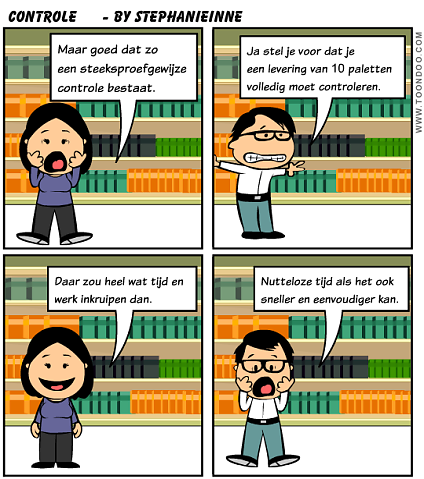 CONTROLE - BY STEPHANIEINNE
Maar goed dat zo
een steeksproefgewijze
controle bestaat.
Ja stel je voor dat je
een levering van 10 paletten
volledig moet controleren.
WWW.TOONDOO.COM
Daar zou heel wat tijd en
werk inkruipen dan.
Nutteloze tijd als het ook
sneller en eenvoudiger kan.